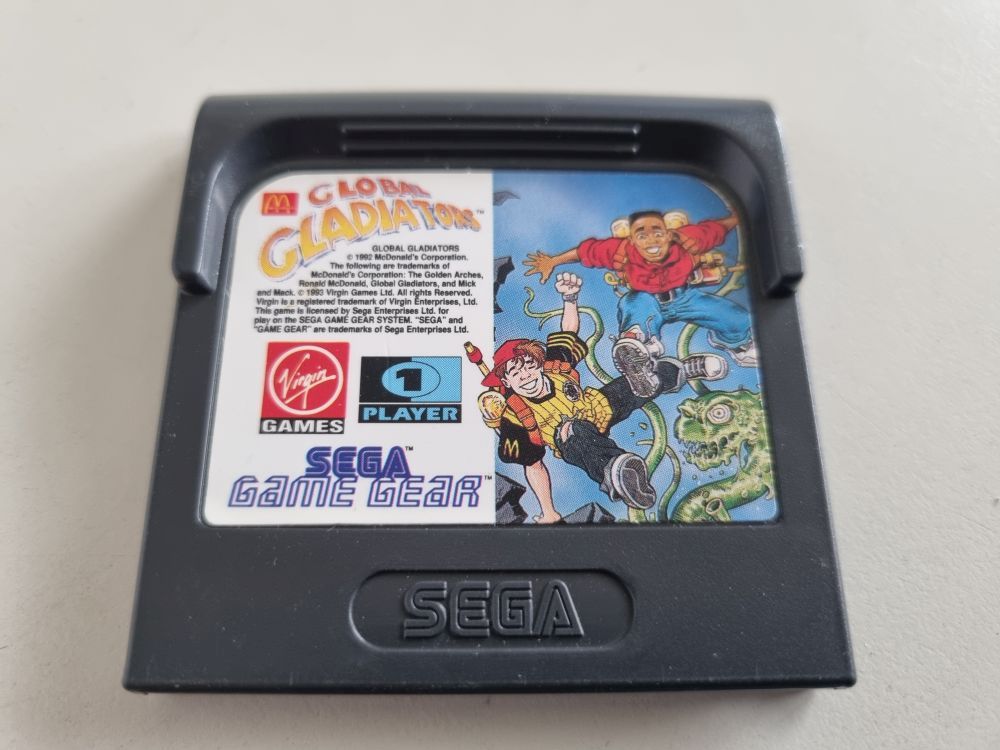 M
GLOBAL
GLADIATORS™
GLOBAL GLADIATORS
© 1992 McDonald's Corporation.
The following are trademarks of
McDonald's Corporation: The Golden Arches,
Ronald McDonald, Global Gladiators, and Mick
and Mack. © 1993 Virgin Games Ltd. All rights Reserved.
Virgin is a registered trademark of Virgin Enterprises, Ltd.
This game is licensed by Sega Enterprises Ltd. for
play on the SEGA GAME GEAR SYSTEM. "SEGA" and
"GAME GEAR" are trademarks of Sega Enterprises Ltd.
Virgin
GAMES
1
PLAYER
SEGA™
GAME GEAR™
M
SEGA